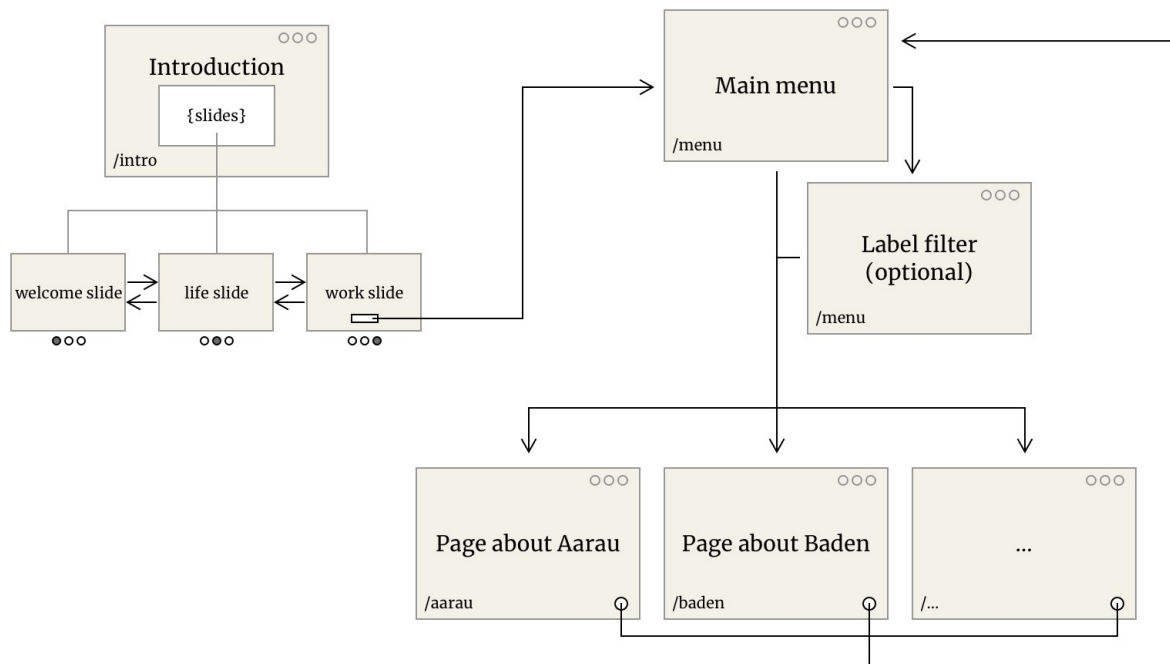 Introduction
{slides}
/intro
welcome slide
life slide
work slide
Main menu
/menu
Label filter
(optional)
/menu
Page about Aarau
/aarau
Page about Baden
/baden
...
/...